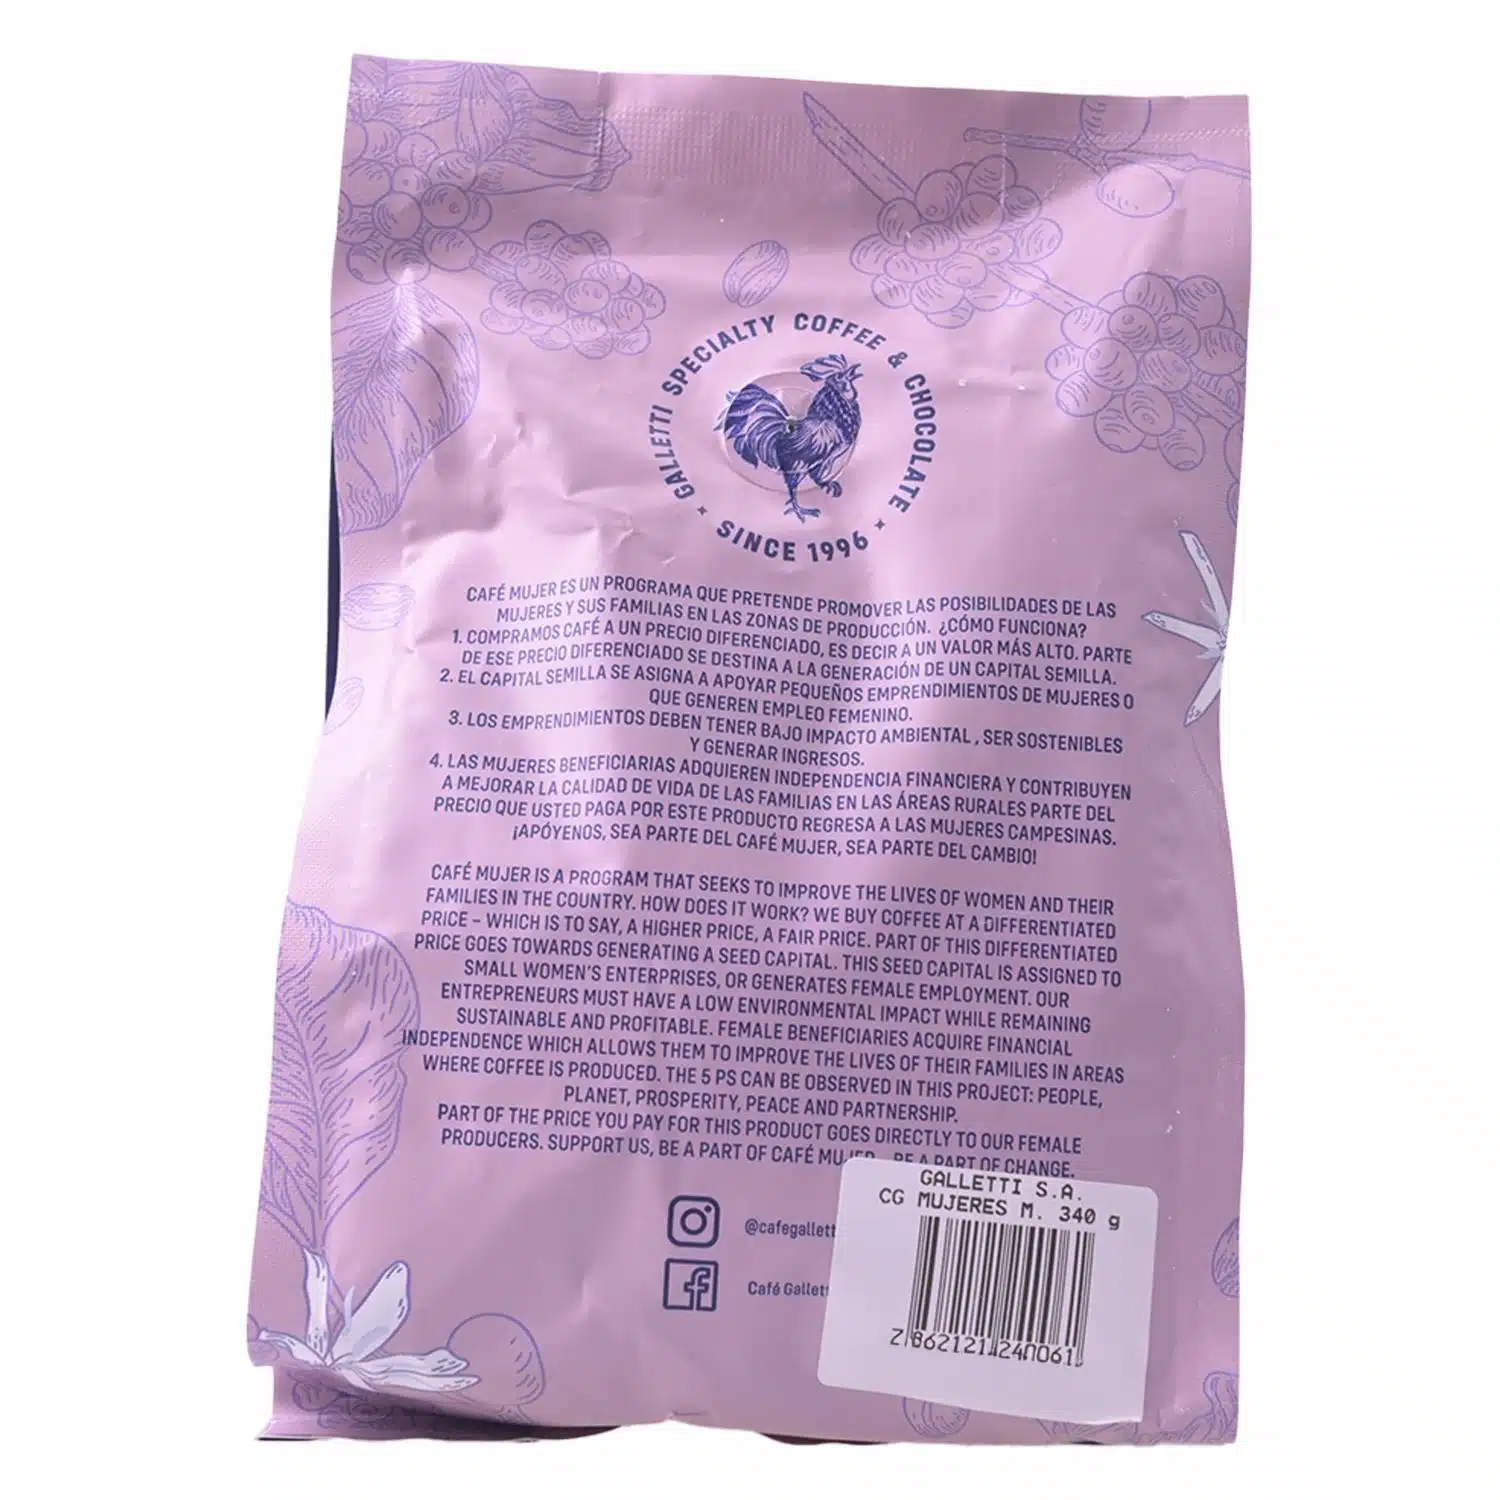 GALLETTI SPECIALTY COFFEE & CHOCOLATE
SINCE 1996
CAFÉ MUJER ES UN PROGRAMA QUE PRETENDE PROMOVER LAS POSIBILIDADES DE LAS
MUJERES Y SUS FAMILIAS EN LAS ZONAS DE PRODUCCIÓN. ¿CÓMO FUNCIONA?
1. COMPRAMOS CAFÉ A UN PRECIO DIFERENCIADO, ES DECIR A UN VALOR MÁS ALTO. PARTE
DE ESE PRECIO DIFERENCIADO SE DESTINA A LA GENERACIÓN DE UN CAPITAL SEMILLA.
2. EL CAPITAL SEMILLA SE ASIGNA A APOYAR PEQUEÑOS EMPRENDIMIENTOS DE MUJERES O
QUE GENEREN EMPLEO FEMENINO.
3. LOS EMPRENDIMIENTOS DEBEN TENER BAJO IMPACTO AMBIENTAL , SER SOSTENIBLES
Y GENERAR INGRESOS.
4. LAS MUJERES BENEFICIARIAS ADQUIEREN INDEPENDENCIA FINANCIERA Y CONTRIBUYEN
A MEJORAR LA CALIDAD DE VIDA DE LAS FAMILIAS EN LAS ÁREAS RURALES PARTE DEL
PRECIO QUE USTED PAGA POR ESTE PRODUCTO REGRESA A LAS MUJERES CAMPESINAS.
¡APÓYENOS, SEA PARTE DEL CAFÉ MUJER, SEA PARTE DEL CAMBIO!
CAFÉ MUJER IS A PROGRAM THAT SEEKS TO IMPROVE THE LIVES OF WOMEN AND THEIR
FAMILIES IN THE COUNTRY. HOW DOES IT WORK? WE BUY COFFEE AT A DIFFERENTIATED
PRICE – WHICH IS TO SAY, A HIGHER PRICE, A FAIR PRICE. PART OF THIS DIFFERENTIATED
PRICE GOES TOWARDS GENERATING A SEED CAPITAL. THIS SEED CAPITAL IS ASSIGNED TO
SMALL WOMEN'S ENTERPRISES, OR GENERATES FEMALE EMPLOYMENT. OUR
ENTREPRENEURS MUST HAVE A LOW ENVIRONMENTAL IMPACT WHILE REMAINING
SUSTAINABLE AND PROFITABLE. FEMALE BENEFICIARIES ACQUIRE FINANCIAL
INDEPENDENCE WHICH ALLOWS THEM TO IMPROVE THE LIVES OF THEIR FAMILIES IN AREAS
WHERE COFFEE IS PRODUCED. THE 5 PS CAN BE OBSERVED IN THIS PROJECT: PEOPLE,
PLANET, PROSPERITY, PEACE AND PARTNERSHIP.
PART OF THE PRICE YOU PAY FOR THIS PRODUCT GOES DIRECTLY TO OUR FEMALE
PRODUCERS. SUPPORT US, BE A PART OF CAFÉ MUJER BE A PART OF CHANGE.
@cafegallett
Café Gallett
GALLETTI S.A.
CG MUJERES M. 340 g